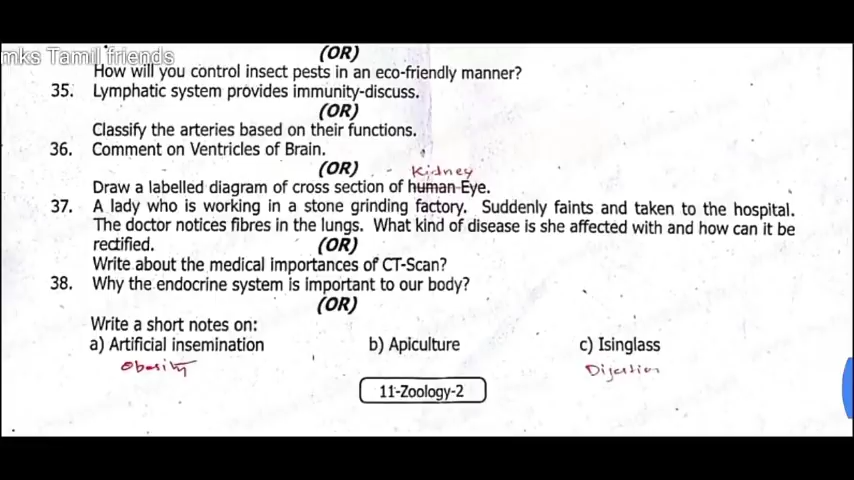 (OR)
mks Tamil friends
How will you control insect pests in an eco-friendly manner?
35. Lymphatic system provides immunity-discuss.
(OR)
Classify the arteries based on their functions.
36. Comment on Ventricles of Brain.
(OR) Kidney
Draw a labelled diagram of cross section of human Eye.
37. A lady who is working in a stone grinding factory. Suddenly faints and taken to the hospital.
The doctor notices fibres in the lungs. What kind of disease is she affected with and how can it be
rectified. (OR)
Write about the medical importances of CT-Scan?
38. Why the endocrine system is important to our body?
(OR)
Write a short notes on:
a) Artificial insemination b) Apiculture c) Isinglass
Obesity Digestion
11-Zoology-2